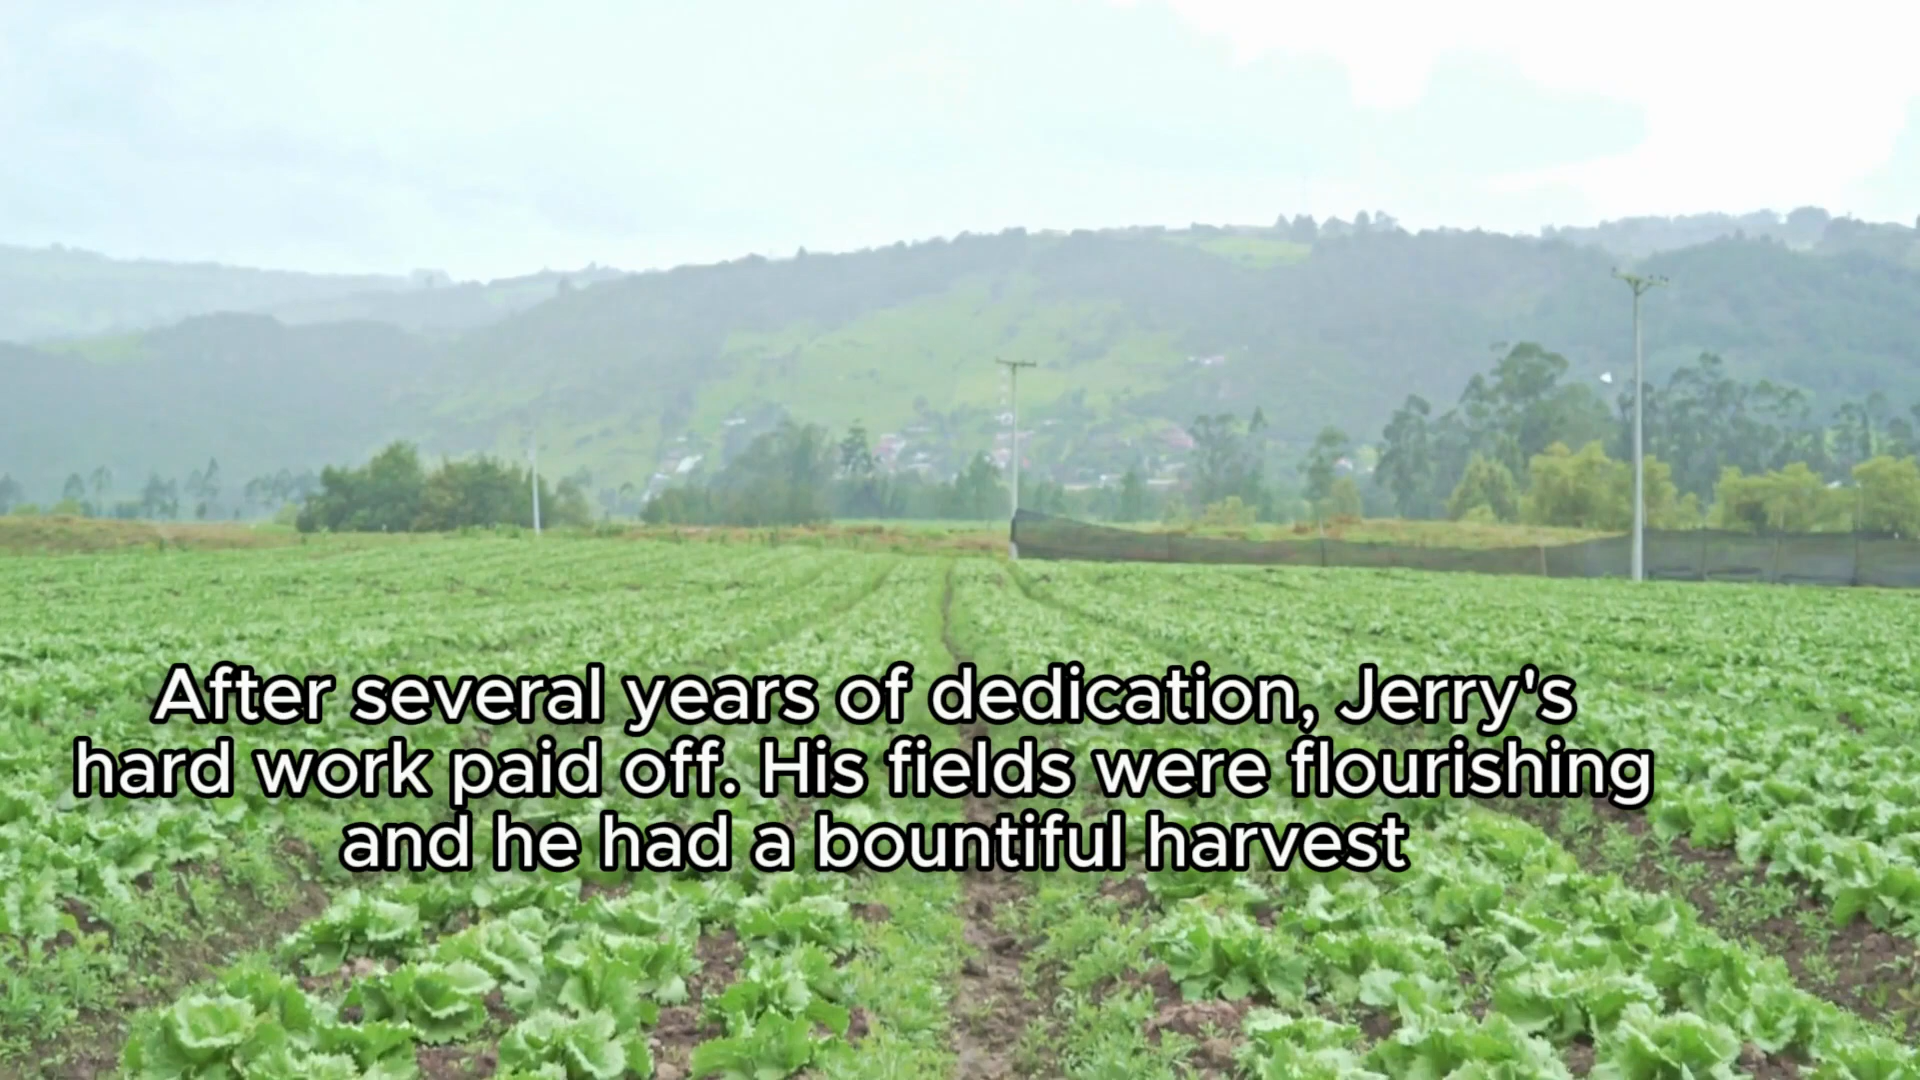 After several years of dedication, Jerry's
hard work paid off. His fields were flourishing
and he had a bountiful harvest